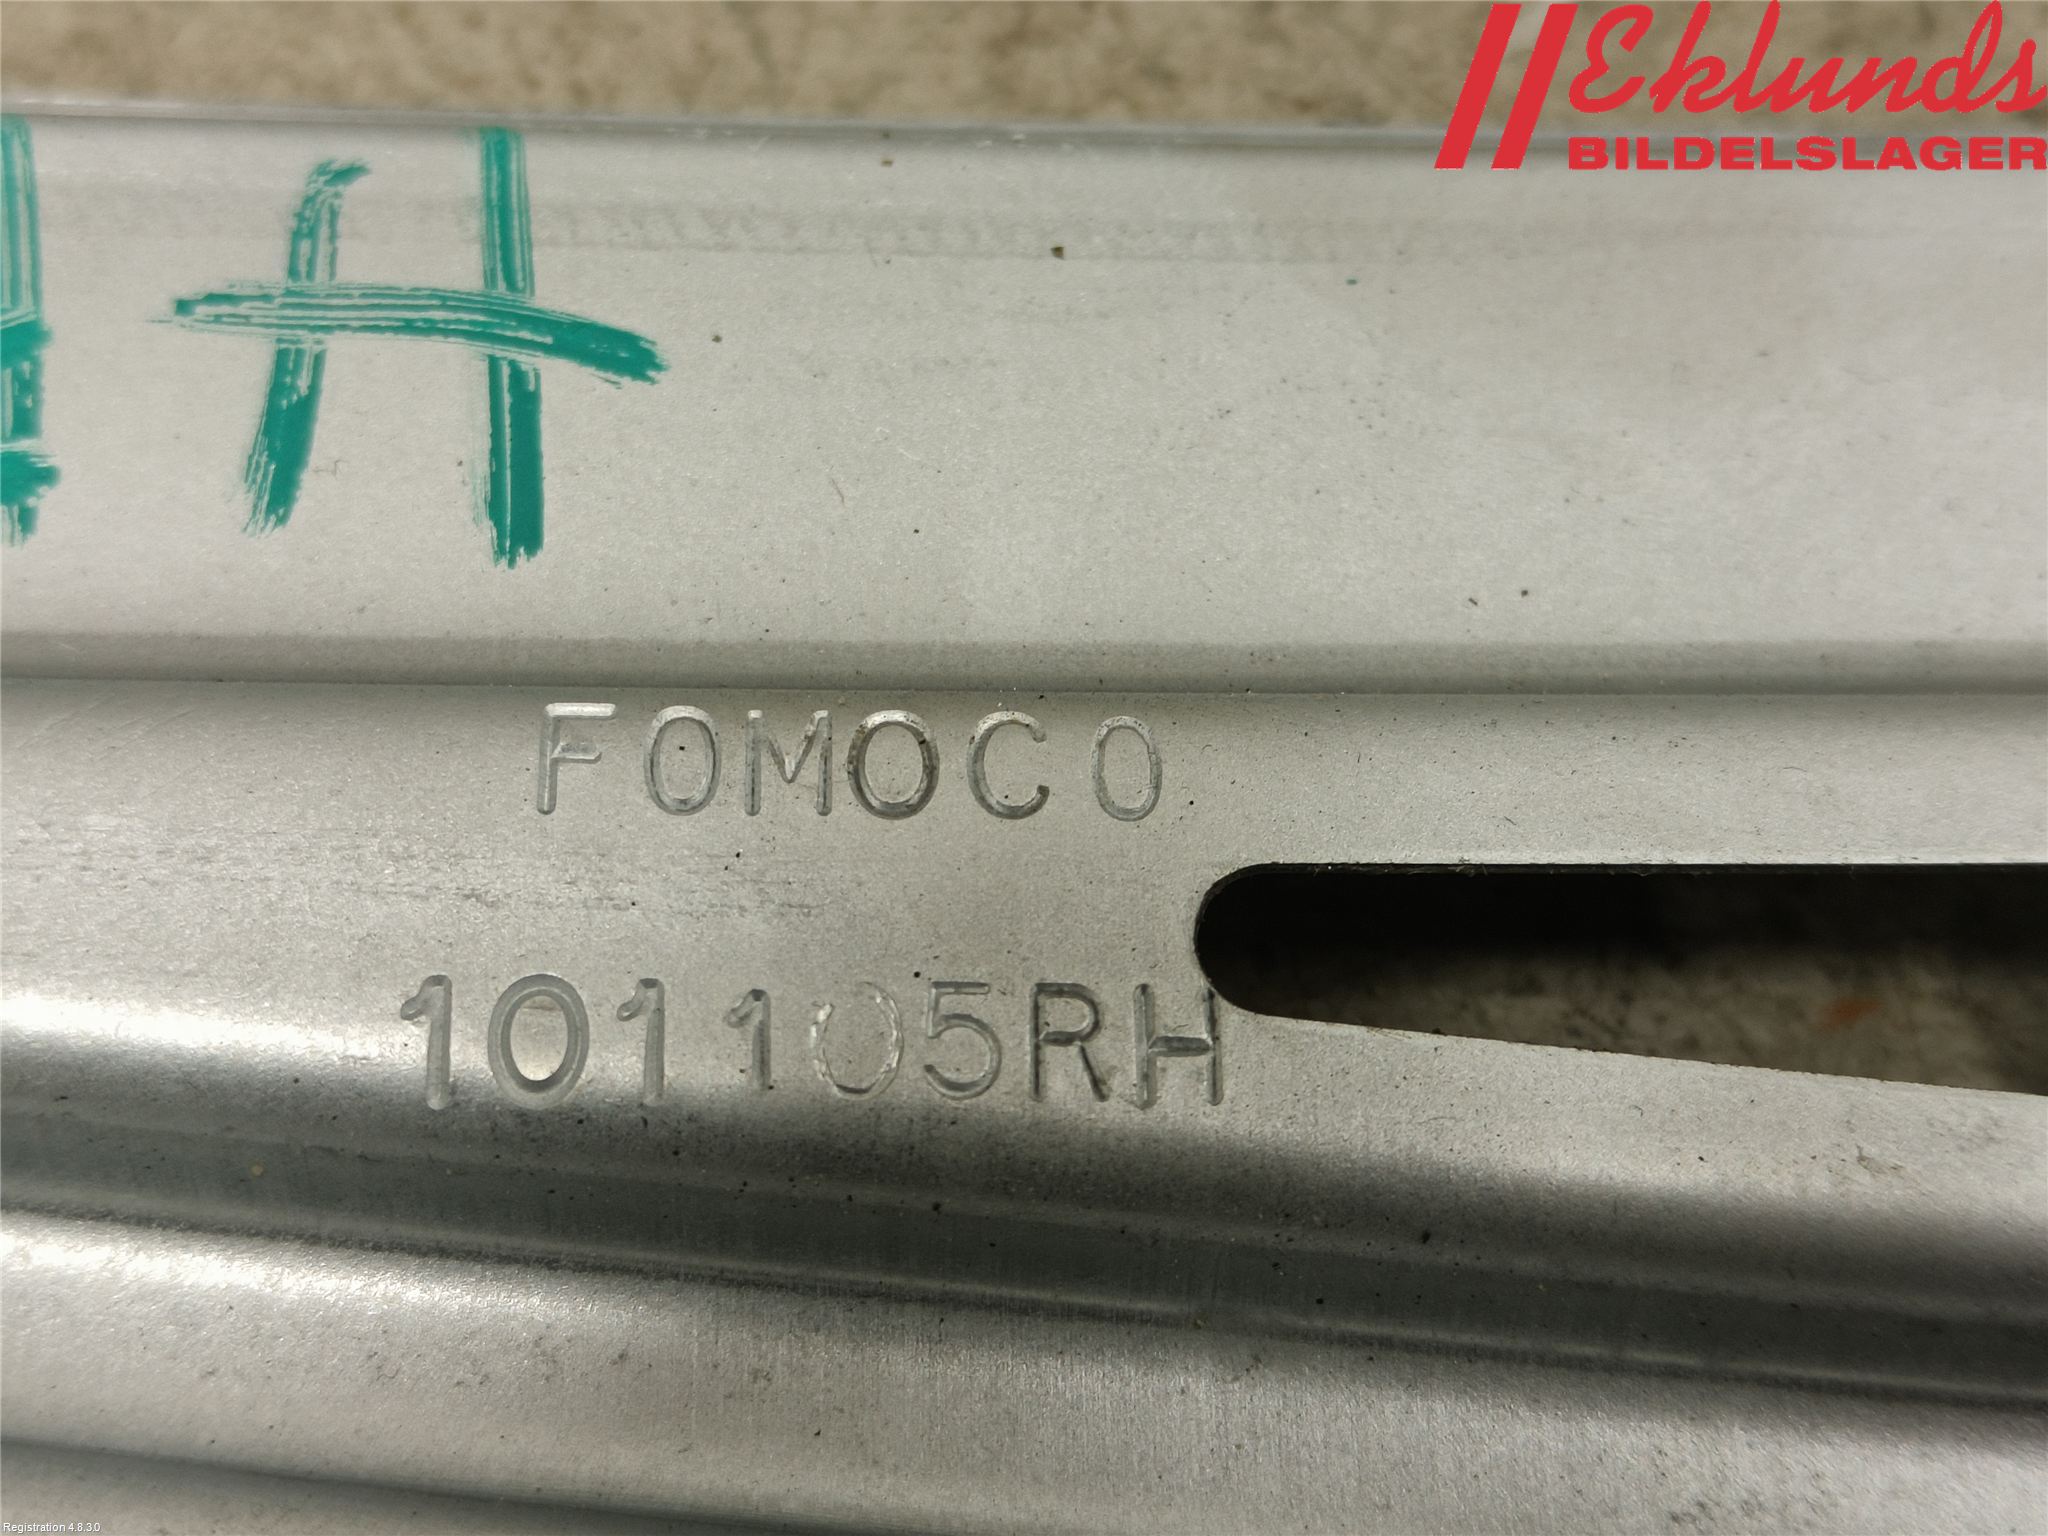 Eklunds
BILDELSLAGER
H
FOMOCO
101105RH
Registration 4.8.3.0